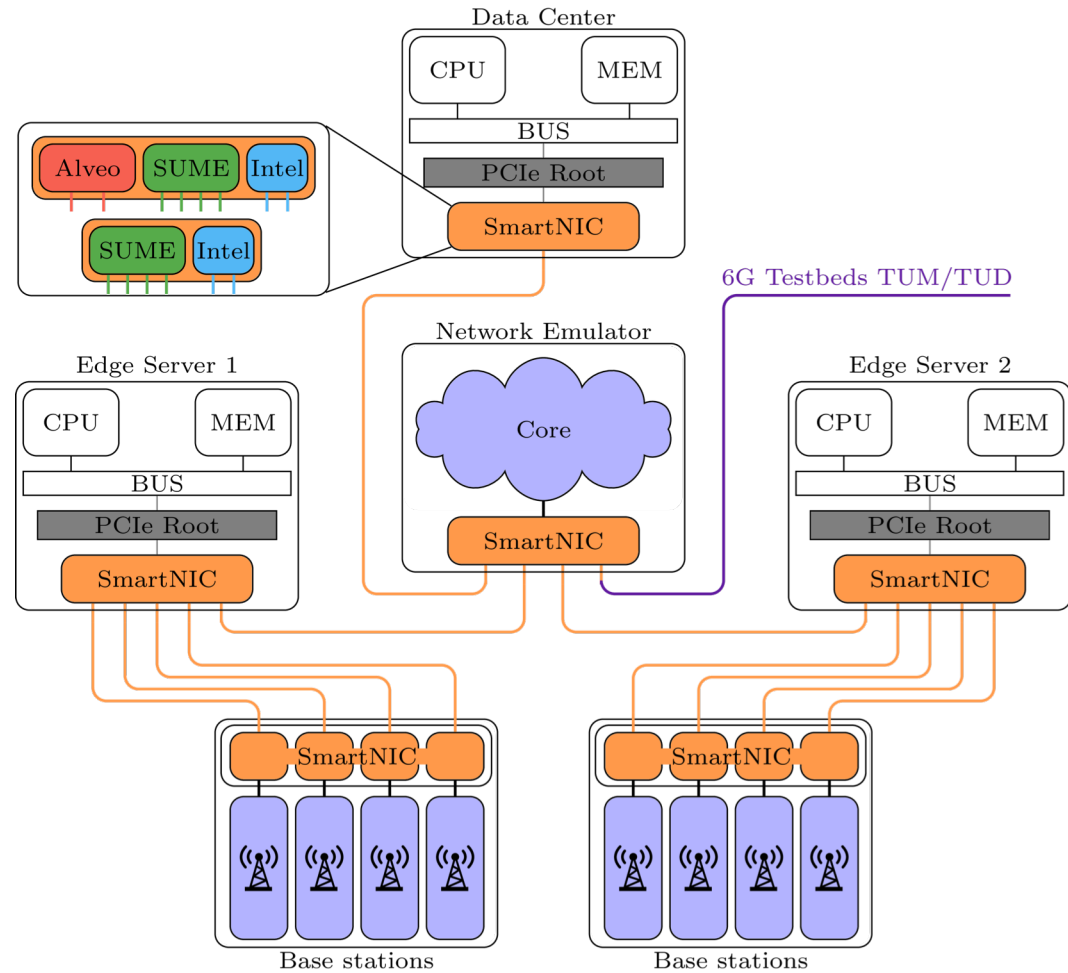 Data Center
CPU
MEM
BUS
PCIe Root
SmartNIC
Alveo
SUME
Intel
SUME
Intel
6G Testbeds TUM/TUD
Network Emulator
Core
SmartNIC
Edge Server 1
CPU
MEM
BUS
PCIe Root
SmartNIC
Edge Server 2
CPU
MEM
BUS
PCIe Root
SmartNIC
SmartNIC
Base stations
SmartNIC
Base stations